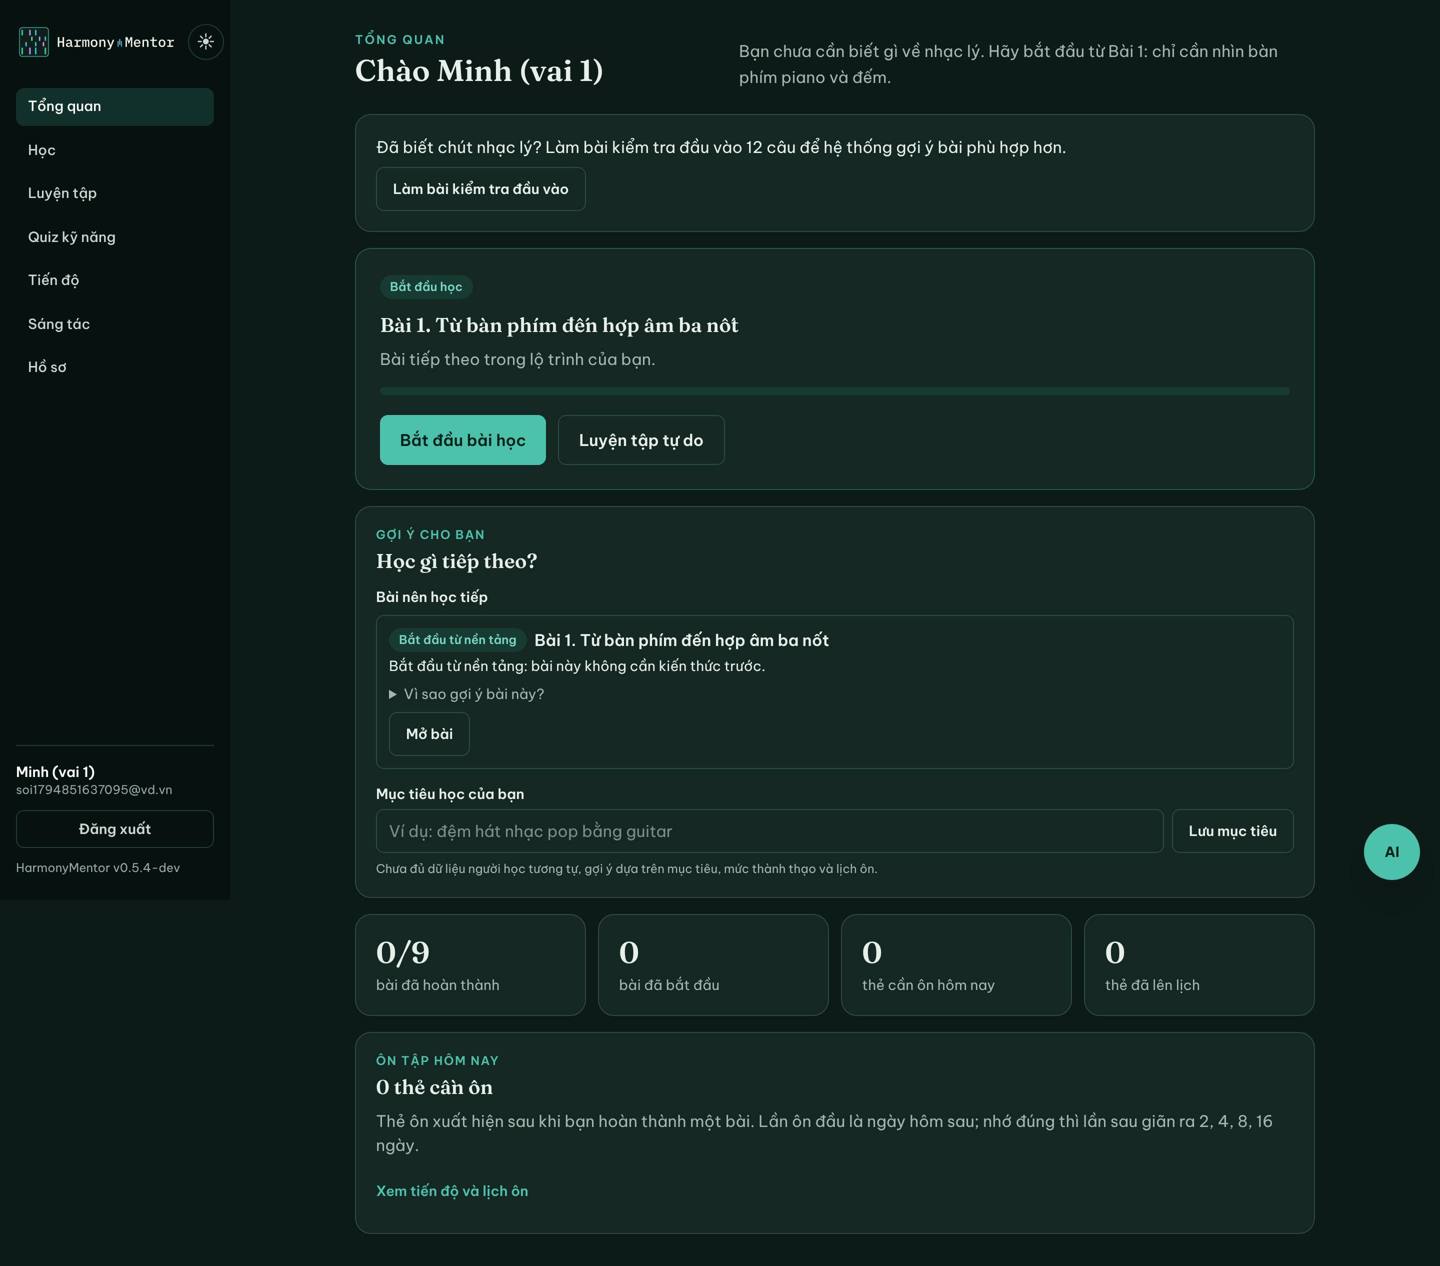 Harmony Mentor
Tổng quan
Học
Luyện tập
Quiz kỹ năng
Tiến độ
Sáng tác
Hồ sơ
Minh (vai 1)
soi1794851637095@vd.vn
Đăng xuất
HarmonyMentor v0.5.4-dev
TỔNG QUAN
Chào Minh (vai 1)
Bạn chưa cần biết gì về nhạc lý. Hãy bắt đầu từ Bài 1: chỉ cần nhìn bàn
phím piano và đếm.
Đã biết chút nhạc lý? Làm bài kiểm tra đầu vào 12 câu để hệ thống gợi ý bài phù hợp hơn.
Làm bài kiểm tra đầu vào
Bắt đầu học
Bài 1. Từ bàn phím đến hợp âm ba nốt
Bài tiếp theo trong lộ trình của bạn.
Bắt đầu bài học
Luyện tập tự do
GỢI Ý CHO BẠN
Học gì tiếp theo?
Bài nên học tiếp
Bắt đầu từ nền tảng Bài 1. Từ bàn phím đến hợp âm ba nốt
Bắt đầu từ nền tảng: bài này không cần kiến thức trước.
Vì sao gợi ý bài này?
Mở bài
Mục tiêu học của bạn
Ví dụ: đệm hát nhạc pop bằng guitar
Lưu mục tiêu
Chưa đủ dữ liệu người học tương tự, gợi ý dựa trên mục tiêu, mức thành thạo và lịch ôn.
0/9
bài đã hoàn thành
0
bài đã bắt đầu
0
thẻ cần ôn hôm nay
0
thẻ đã lên lịch
ÔN TẬP HÔM NAY
0 thẻ cần ôn
Thẻ ôn xuất hiện sau khi bạn hoàn thành một bài. Lần ôn đầu là ngày hôm sau; nhớ đúng thì lần sau giãn ra 2, 4, 8, 16
ngày.
Xem tiến độ và lịch ôn
AI